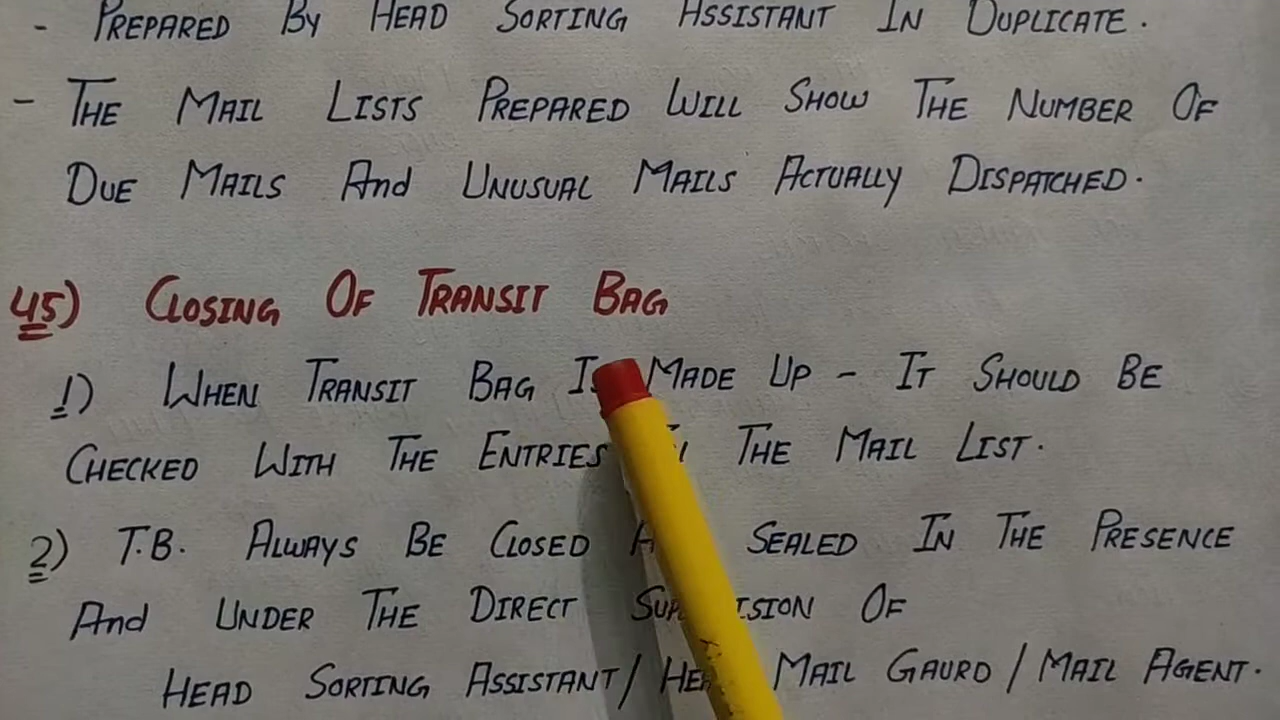 - PREPARED BY HEAD SORTING ASSISTANT IN DUPLICATE.
- THE MAIL LISTS PREPARED WILL SHOW THE NUMBER OF
DUE MAILS And UNUSUAL MAILS ACTUALLY DISPATCHED.
45) CLOSING OF TRANSIT BAG
1) WHEN TRANSIT BAG IS MADE UP - IT SHOULD BE
CHECKED WITH THE ENTRIES THE MAIL LIST.
2) T.B. ALWAYS BE CLOSED SEALED IN THE PRESENCE
And UNDER THE DIRECT OF
HEAD SORTING ASSISTANT/ MAIL GAURD / MAIL AGENT.